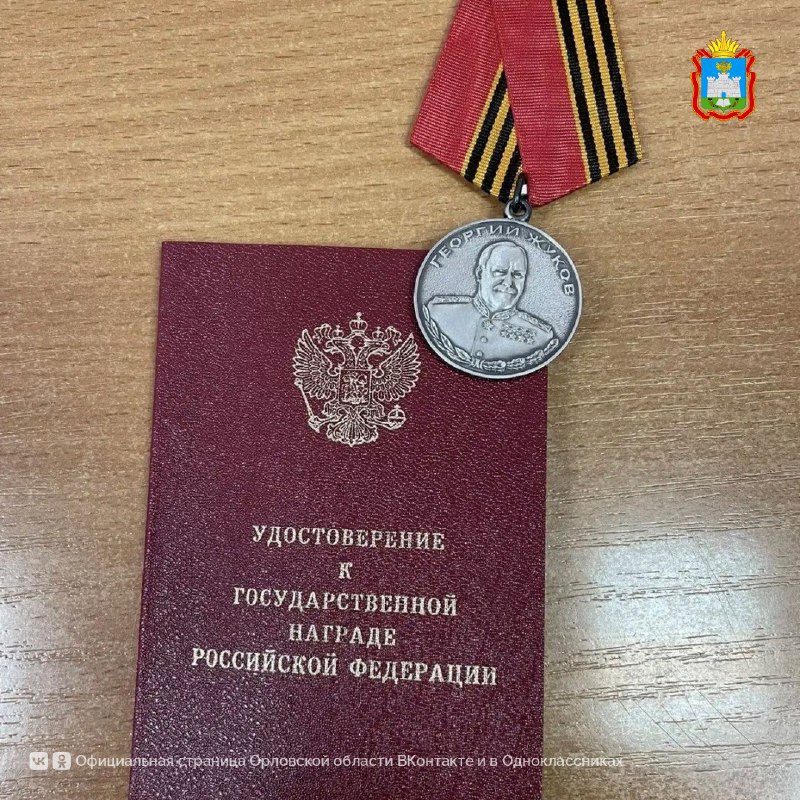 ГЕОРГИЙ ЖУКОВ
УДОСТОВЕРЕНИЕ
К
ГОСУДАРСТВЕННОЙ
НАГРАДЕ
РОССИЙСКОЙ ФЕДЕРАЦИИ
Официальная страница Орловской области ВКонтакте и в Одноклассниках